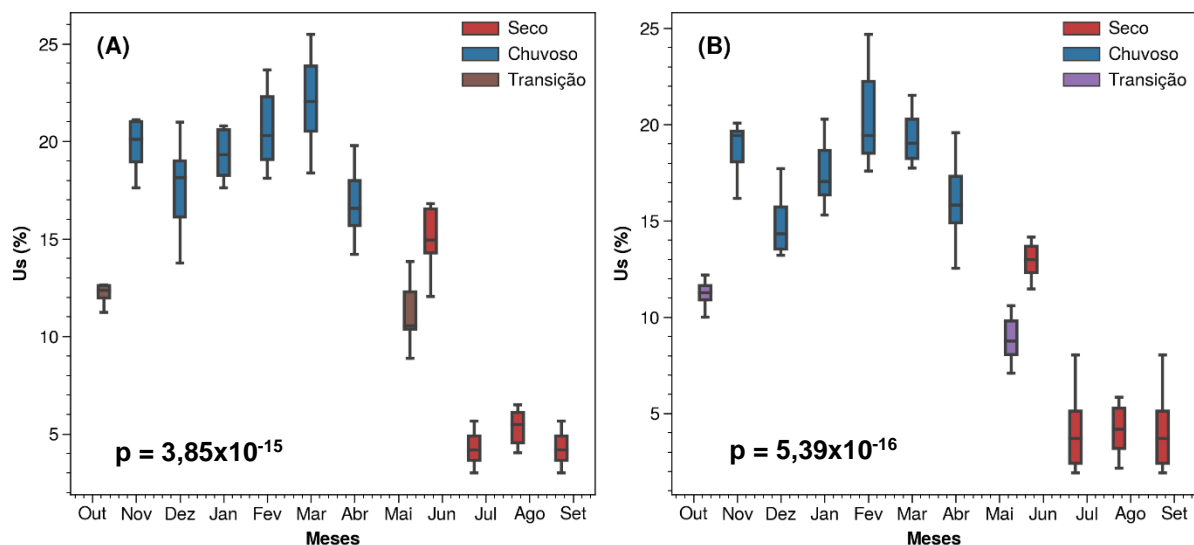 (A)
Seco
Chuvoso
Transição
Us (%)
25
20
15
10
5
p = 3,85x10⁻¹⁵
Out Nov Dez Jan Fev Mar Abr Mai Jun Jul Ago Set
Meses
(B)
Seco
Chuvoso
Transição
Us (%)
25
20
15
10
5
p = 5,39x10⁻¹⁶
Out Nov Dez Jan Fev Mar Abr Mai Jun Jul Ago Set
Meses